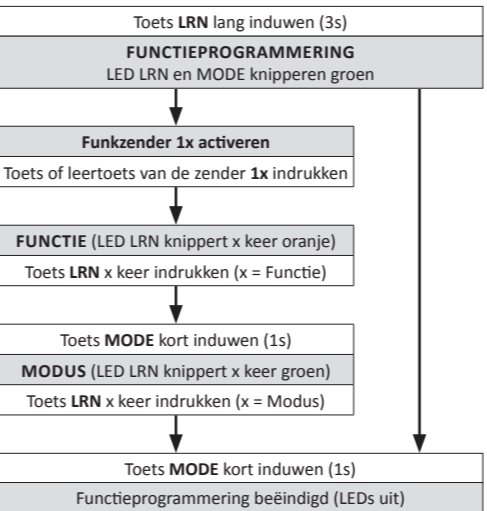 Toets LRN lang induwen (3s)
FUNCTIEPROGRAMMERING
LED LRN en MODE knipperen groen
Funkzender 1x activeren
Toets of leertoets van de zender 1x indrukken
FUNCTIE (LED LRN knippert x keer oranje)
Toets LRN x keer indrukken (x = Functie)
Toets MODE kort induwen (1s)
MODUS (LED LRN knippert x keer groen)
Toets LRN x keer indrukken (x = Modus)
Toets MODE kort induwen (1s)
Functieprogrammering beëindigd (LEDs uit)